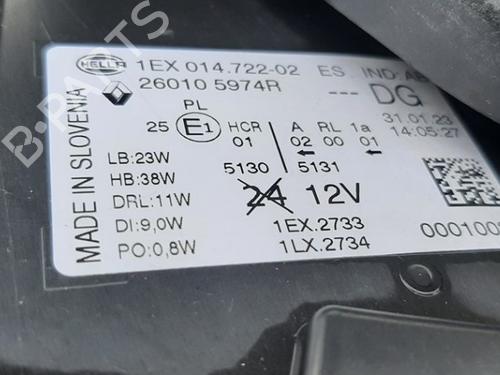 HELLA 1EX 014.722-02 ES. IND:A
26010 5974R --- DG
PL 31.01.23
25 E1 HCR A RL 1a 14:05:27
01 02 00 01
5130 5131
LB:23W
HB:38W 24 12V
DRL:11W
DI:9,0W 1EX.2733
PO:0,8W 1LX.2734
000100
MADE IN SLOVENIA
B-PARTS